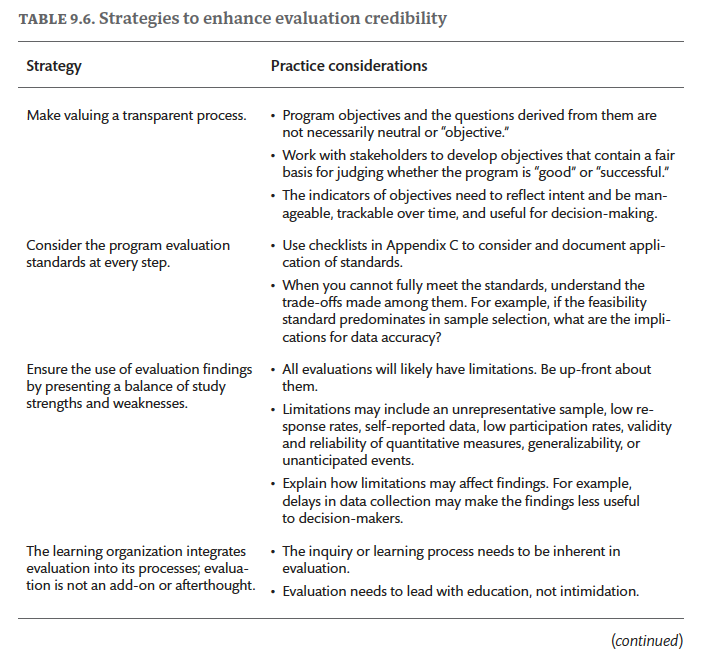 TABLE 9.6. Strategies to enhance evaluation credibility
Strategy
Practice considerations
Make valuing a transparent process.
• Program objectives and the questions derived from them are
not necessarily neutral or “objective.”
• Work with stakeholders to develop objectives that contain a fair
basis for judging whether the program is “good” or “successful.”
• The indicators of objectives need to reflect intent and be man-
ageable, trackable over time, and useful for decision-making.
Consider the program evaluation
standards at every step.
• Use checklists in Appendix C to consider and document appli-
cation of standards.
• When you cannot fully meet the standards, understand the
trade-offs made among them. For example, if the feasibility
standard predominates in sample selection, what are the impli-
cations for data accuracy?
Ensure the use of evaluation findings
by presenting a balance of study
strengths and weaknesses.
• All evaluations will likely have limitations. Be up-front about
them.
• Limitations may include an unrepresentative sample, low re-
sponse rates, self-reported data, low participation rates, validity
and reliability of quantitative measures, generalizability, or
unanticipated events.
• Explain how limitations may affect findings. For example,
delays in data collection may make the findings less useful
to decision-makers.
The learning organization integrates
evaluation into its processes; evalua-
tion is not an add-on or afterthought.
• The inquiry or learning process needs to be inherent in
evaluation.
• Evaluation needs to lead with education, not intimidation.
(continued)